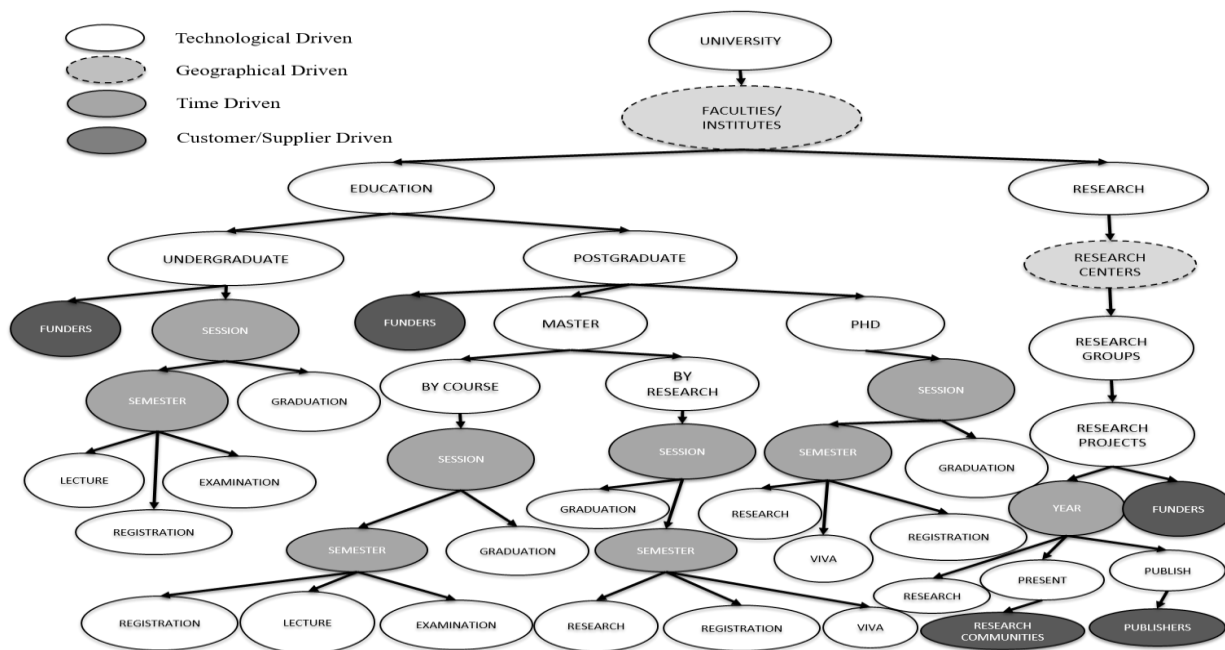 Technological Driven
Geographical Driven
Time Driven
Customer/Supplier Driven
UNIVERSITY
FACULTIES/
INSTITUTES
EDUCATION
RESEARCH
UNDERGRADUATE
POSTGRADUATE
RESEARCH
CENTERS
FUNDERS
SESSION
FUNDERS
MASTER
PHD
RESEARCH
GROUPS
SEMESTER
GRADUATION
BY COURSE
BY
RESEARCH
SESSION
RESEARCH
PROJECTS
LECTURE
EXAMINATION
SESSION
SESSION
SEMESTER
GRADUATION
REGISTRATION
GRADUATION
RESEARCH
YEAR
FUNDERS
SEMESTER
GRADUATION
SEMESTER
VIVA
REGISTRATION
RESEARCH
PRESENT
PUBLISH
REGISTRATION
LECTURE
EXAMINATION
RESEARCH
REGISTRATION
VIVA
RESEARCH
COMMUNITIES
PUBLISHERS